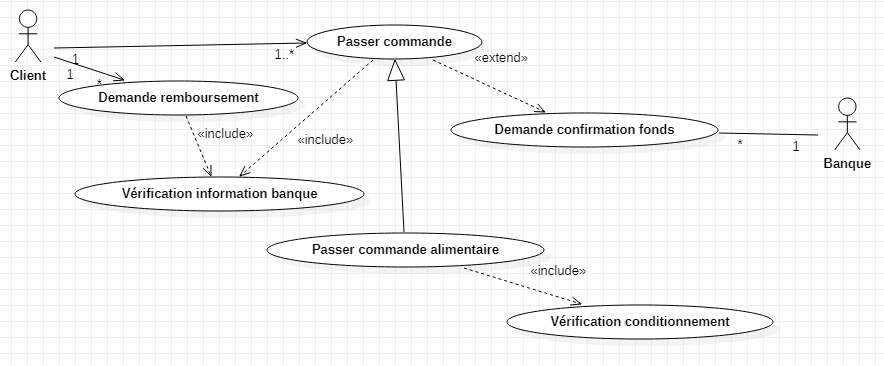 Passer commande
1
1..*
«extend»
Client
1
*
Demande remboursement
Demande confirmation fonds
«include»
«include»
*
1
Banque
Vérification information banque
Passer commande alimentaire
«include»
Vérification conditionnement